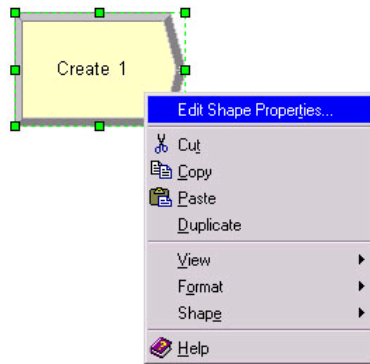 Create 1
Edit Shape Properties...
Cut
Copy
Paste
Duplicate
View
Format
Shape
Help